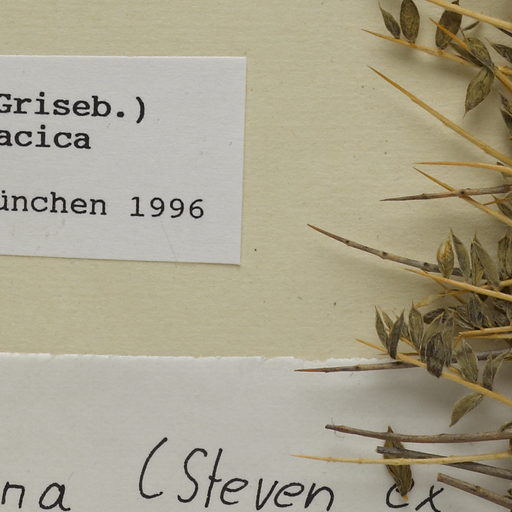 Griseb.)
acica
ünchen 1996
na (Steven ex